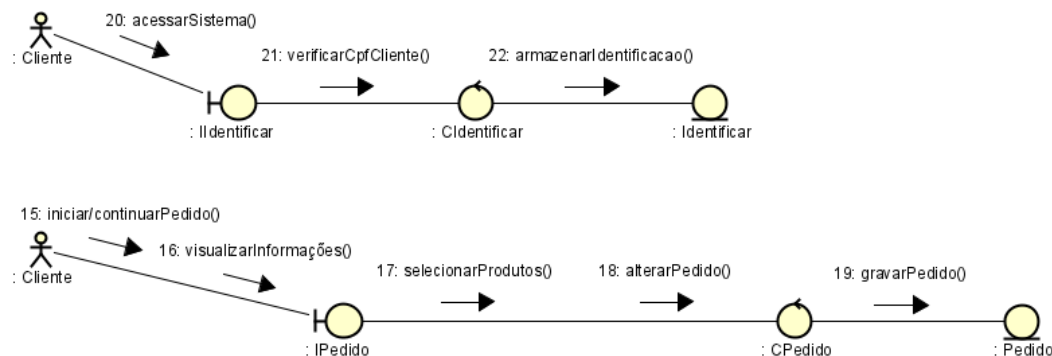 20: acessarSistema()
: Cliente
21: verificarCpfCliente()
22: armazenarIdentificacao()
: IIdentificar
: CIdentificar
: Identificar
15: iniciar/continuarPedido()
: Cliente
16: visualizarInformações()
17: selecionarProdutos()
18: alterarPedido()
19: gravarPedido()
: IPedido
: CPedido
: Pedido